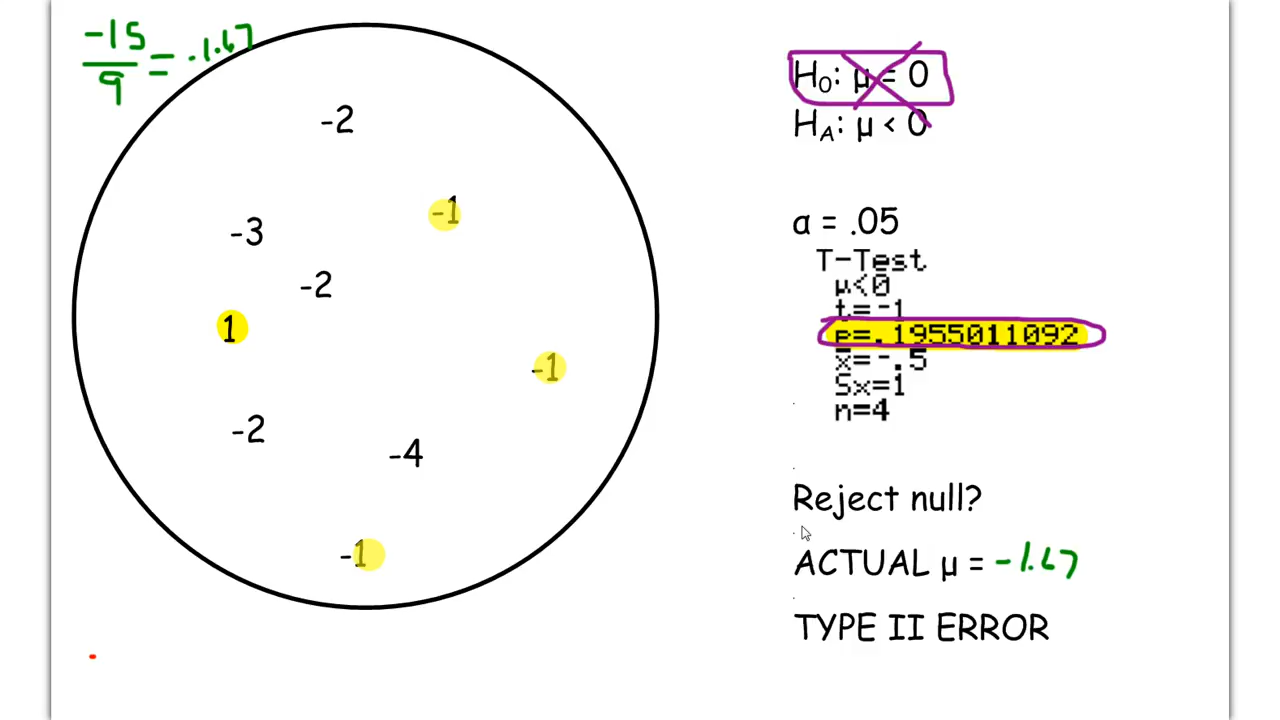 -15
9
= -1.67
-2
-1
-3
-2
1
-1
-2
-4
-1
H₀: μ = 0
Hₐ: μ < 0
α = .05
T-Test
μ<0
t=-1
p=.1955011092
x̄=-.5
Sx=1
n=4
Reject null?
ACTUAL μ = -1.67
TYPE II ERROR